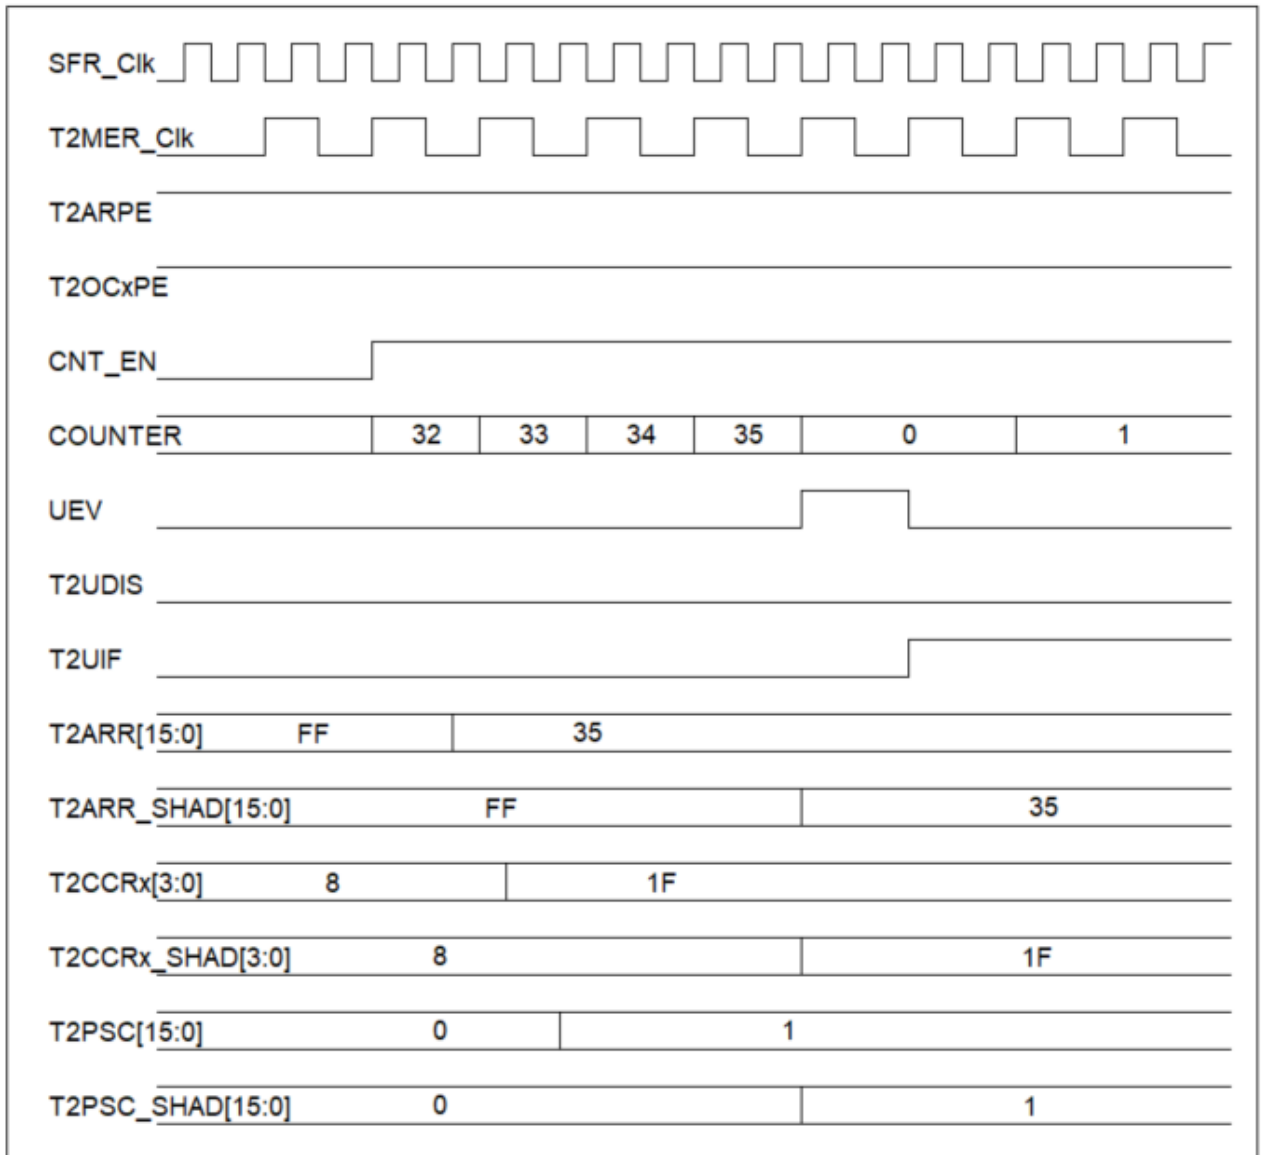 SFR_Clk
T2MER_Clk
T2ARPE
T2OCxPE
CNT_EN
COUNTER 32 33 34 35 0 1
UEV
T2UDIS
T2UIF
T2ARR[15:0] FF 35
T2ARR_SHAD[15:0] FF 35
T2CCRx[3:0] 8 1F
T2CCRx_SHAD[3:0] 8 1F
T2PSC[15:0] 0 1
T2PSC_SHAD[15:0] 0 1